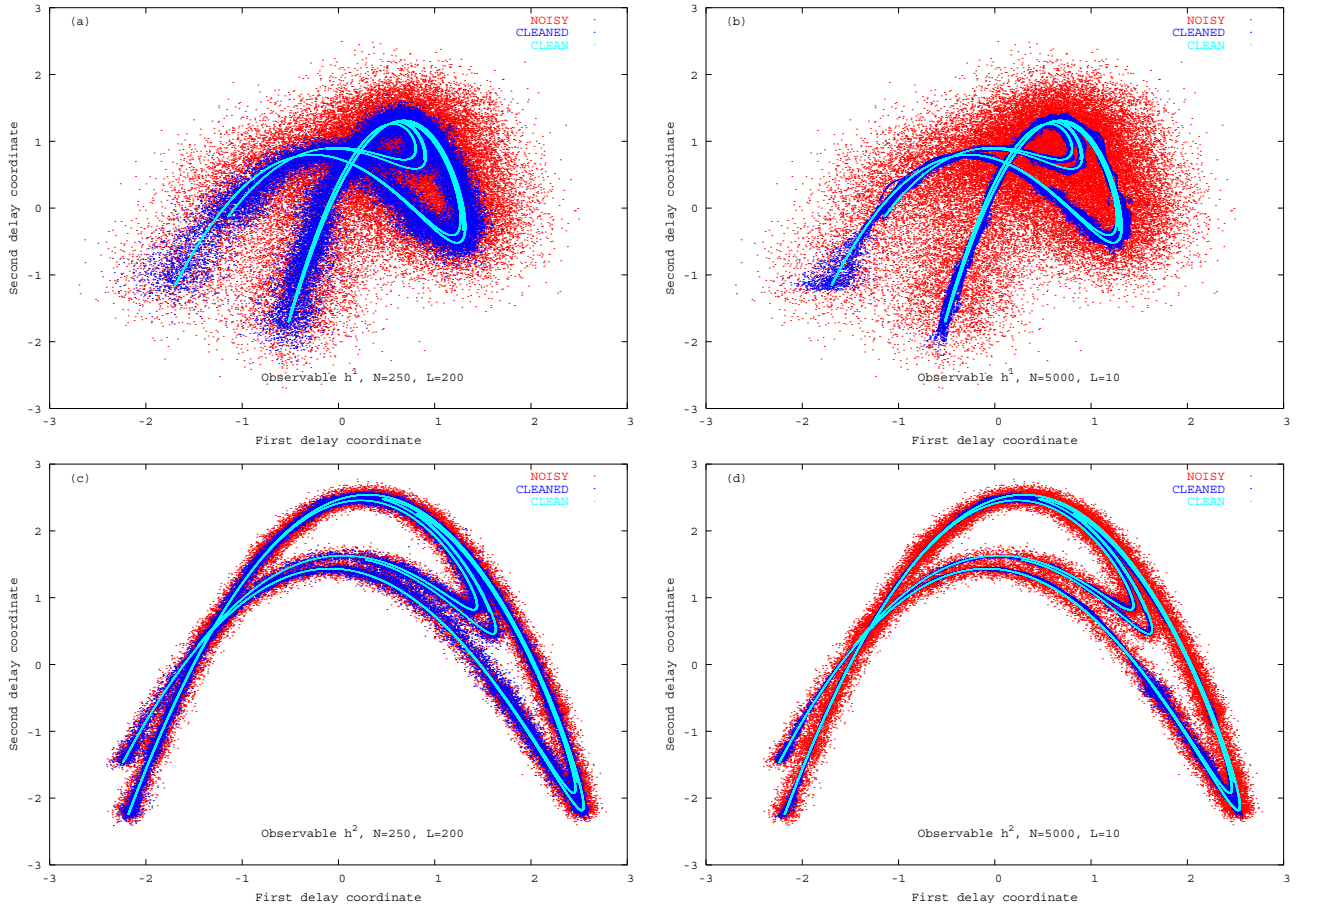 3
2
1
0
-1
-2
-3
-3
-2
-1
0
1
2
3
Second delay coordinate
First delay coordinate
(a)
NOISY
CLEANED
CLEAN
Observable h1, N=250, L=200
3
2
1
0
-1
-2
-3
-3
-2
-1
0
1
2
3
Second delay coordinate
First delay coordinate
(b)
NOISY
CLEANED
CLEAN
Observable h1, N=5000, L=10
3
2
1
0
-1
-2
-3
-3
-2
-1
0
1
2
3
Second delay coordinate
First delay coordinate
(c)
NOISY
CLEANED
CLEAN
Observable h2, N=250, L=200
3
2
1
0
-1
-2
-3
-3
-2
-1
0
1
2
3
Second delay coordinate
First delay coordinate
(d)
NOISY
CLEANED
CLEAN
Observable h2, N=5000, L=10